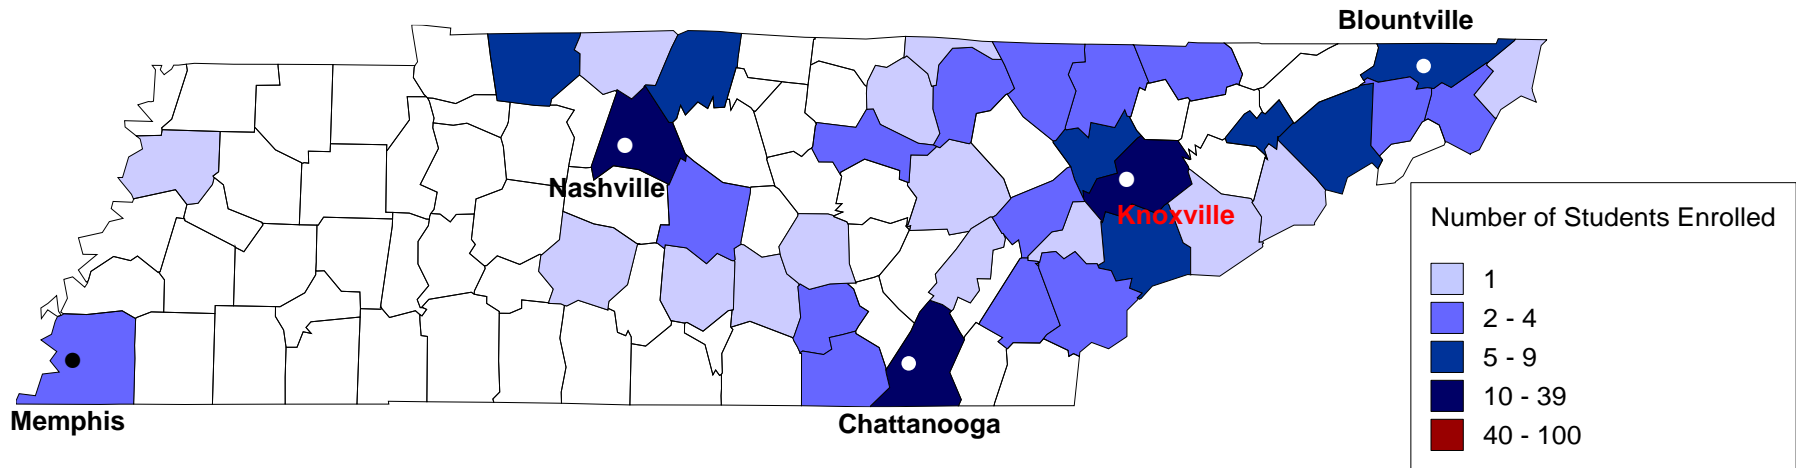 Blountville
Nashville
Knoxville
Number of Students Enrolled
1
2 - 4
5 - 9
10 - 39
40 - 100
Memphis
Chattanooga